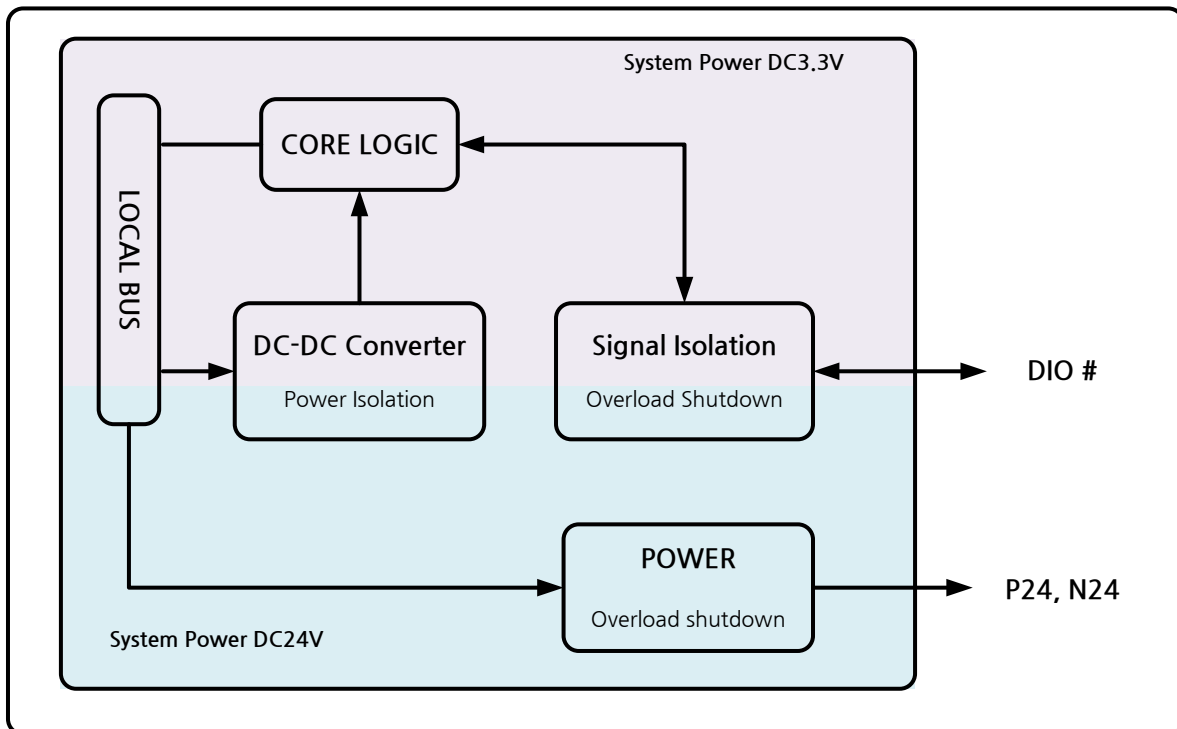 System Power DC3.3V
CORE LOGIC
LOCAL BUS
DC-DC Converter
Power Isolation
Signal Isolation
Overload Shutdown
DIO #
POWER
Overload shutdown
P24, N24
System Power DC24V